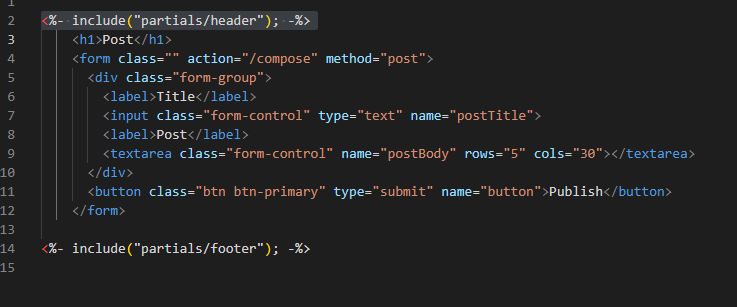 1
2 <%- include("partials/header"); -%>
3 <h1>Post</h1>
4 <form class="" action="/compose" method="post">
5 <div class="form-group">
6 <label>Title</label>
7 <input class="form-control" type="text" name="postTitle">
8 <label>Post</label>
9 <textarea class="form-control" name="postBody" rows="5" cols="30"></textarea>
10 </div>
11 <button class="btn btn-primary" type="submit" name="button">Publish</button>
12 </form>
13
14 <%- include("partials/footer"); -%>
15